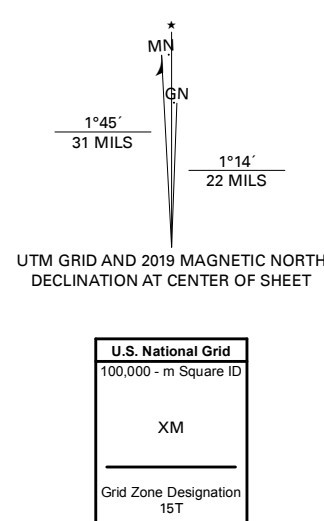 ★
MN
GN
1°45´
31 MILS
1°14´
22 MILS
UTM GRID AND 2019 MAGNETIC NORTH
DECLINATION AT CENTER OF SHEET
U.S. National Grid
100,000 - m Square ID
XM
Grid Zone Designation
15T